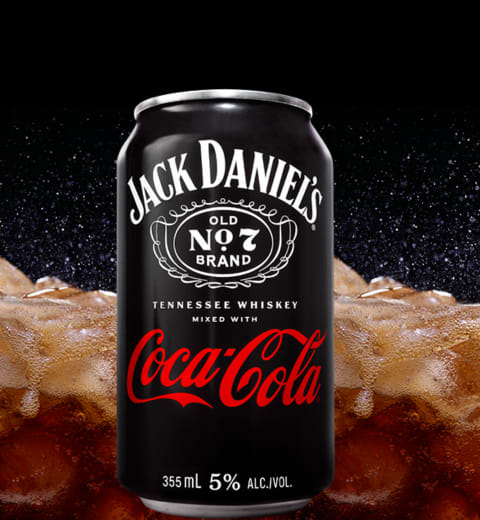 JACK DANIEL'S
OLD
No 7
BRAND
TENNESSEE WHISKEY
MIXED WITH
Coca-Cola
355 mL 5% ALC./VOL.